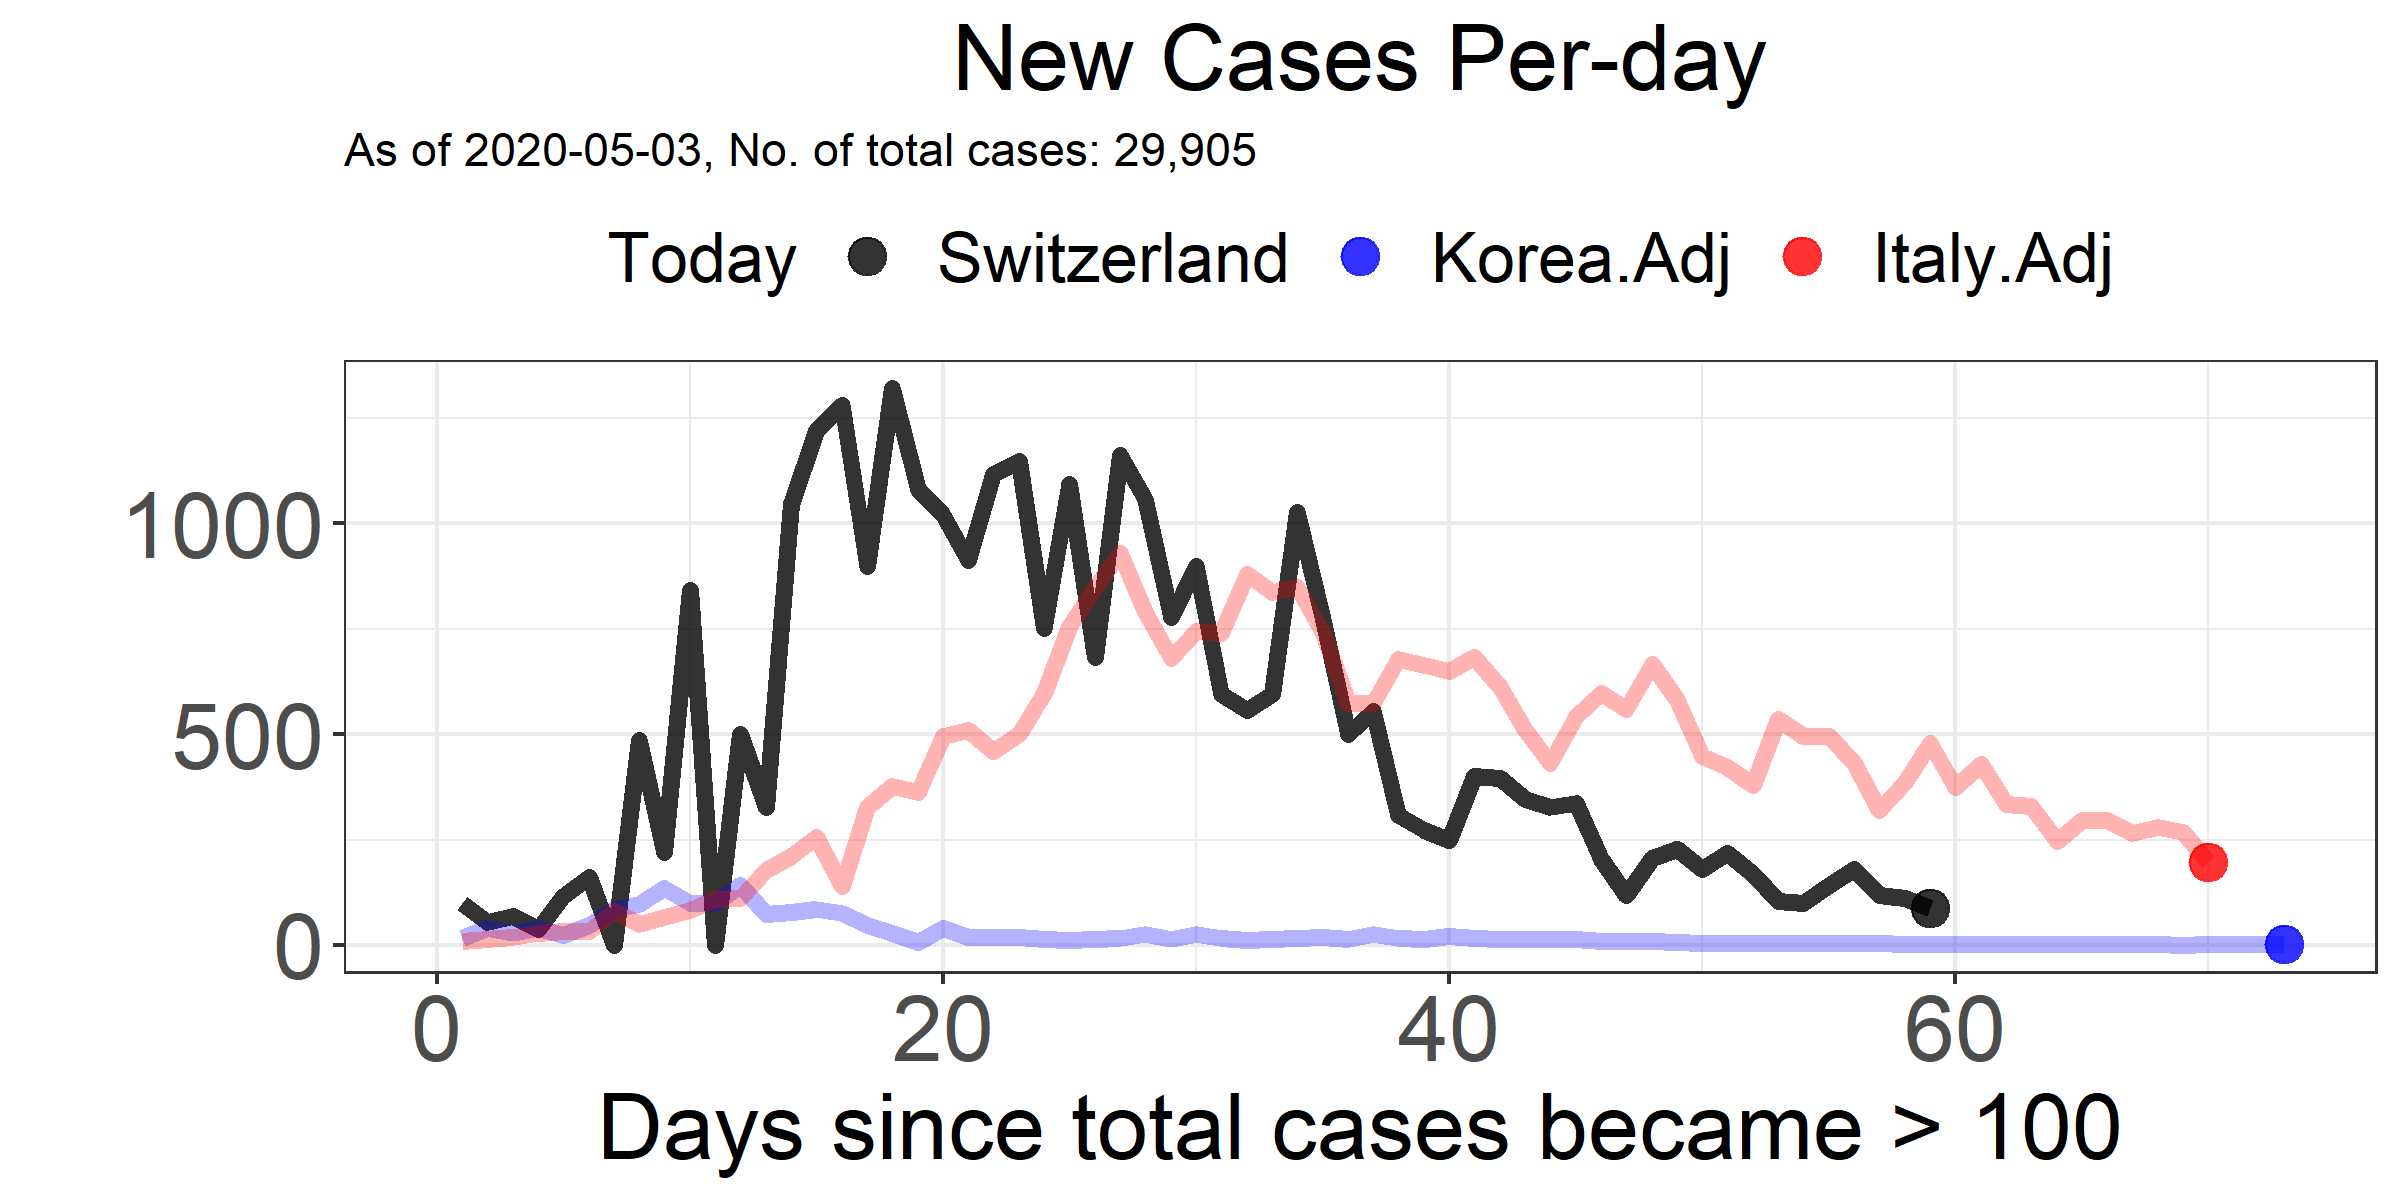 New Cases Per-day
As of 2020-05-03, No. of total cases: 29,905
Today Switzerland Korea.Adj Italy.Adj
1000
500
0
0 20 40 60
Days since total cases became > 100